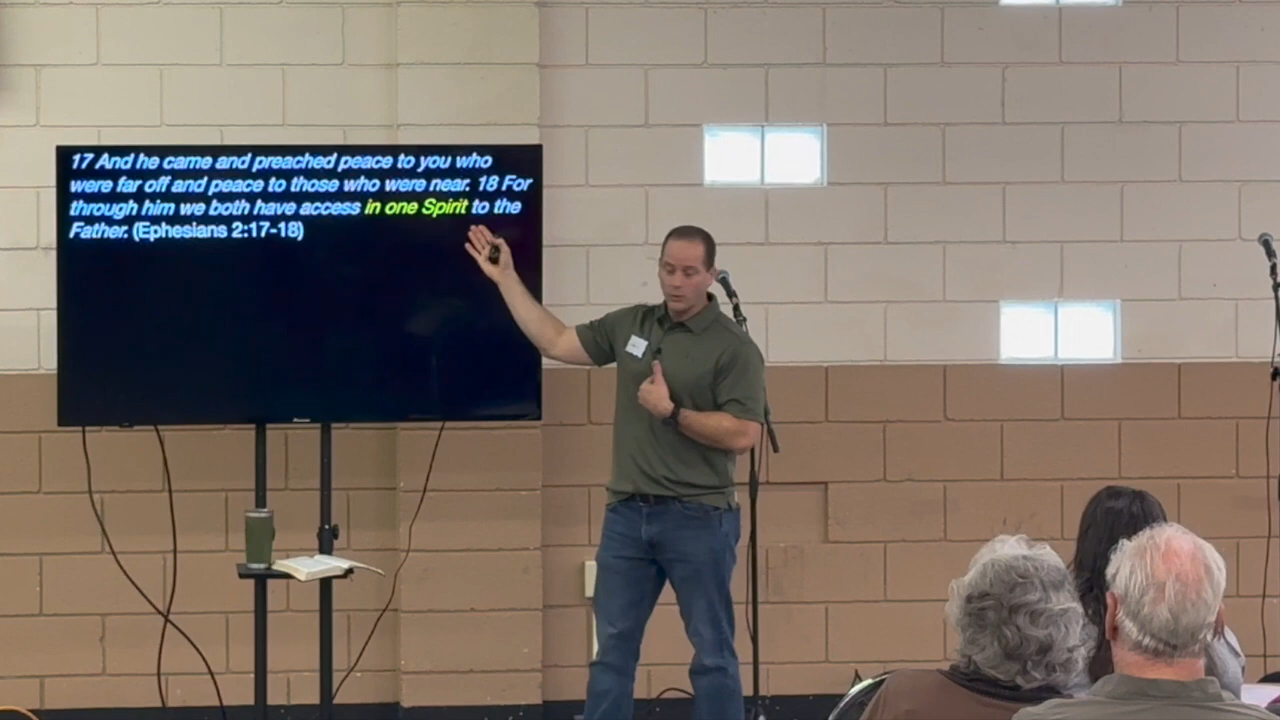 17 And he came and preached peace to you who
were far off and peace to those who were near. 18 For
through him we both have access in one Spirit to the
Father. (Ephesians 2:17-18)